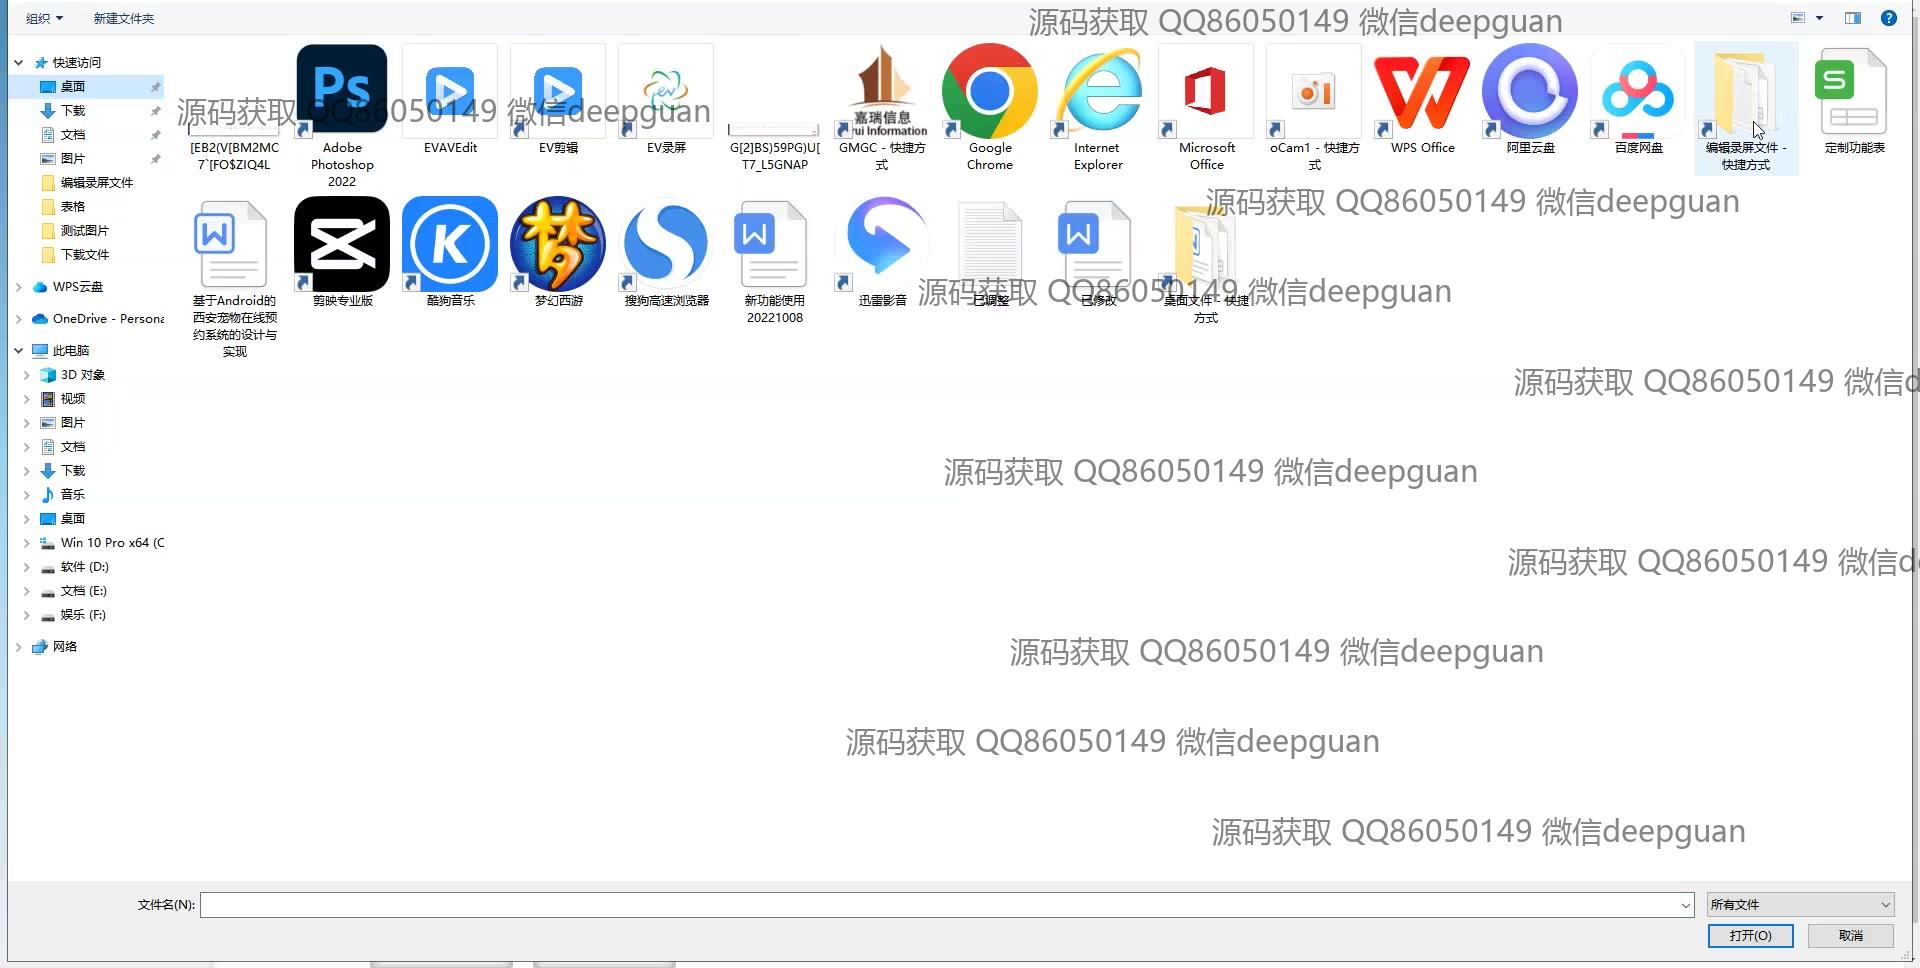 组织 新建文件夹
源码获取 QQ86050149 微信deepguan
快速访问
桌面
下载
文档
图片
编辑录屏文件
表格
测试图片
下载文件
WPS云盘
OneDrive - Persona
此电脑
3D 对象
视频
图片
文档
下载
音乐
桌面
Win 10 Pro x64 (C
软件 (D:)
文档 (E:)
娱乐 (F:)
网络
Ps
源码获取 QQ86050149 微信deepguan
嘉瑞信息
rui Information
[EB2(V[BM2MC
7`[FO$ZIQ4L
Adobe
Photoshop
2022
EVAVEdit
EV剪辑
EV录屏
G[2]BS)59PG)U[
T7_L5GNAP
GMGC - 快捷方
式
Google
Chrome
Internet
Explorer
Microsoft
Office
oCam1 - 快捷方
式
WPS Office
阿里云盘
百度网盘
编辑录屏文件 -
快捷方式
定制功能表
源码获取 QQ86050149 微信deepguan
基于Android的
西安宠物在线预
约系统的设计与
实现
剪映专业版
酷狗音乐
梦幻西游
搜狗高速浏览器
新功能使用
20221008
迅雷影音
已调整
已修改
桌面文件 - 快捷
方式
源码获取 QQ86050149 微信deepguan
源码获取 QQ86050149 微信d
源码获取 QQ86050149 微信deepguan
源码获取 QQ86050149 微信de
源码获取 QQ86050149 微信deepguan
源码获取 QQ86050149 微信deepguan
源码获取 QQ86050149 微信deepguan
文件名(N):
所有文件
打开(O) 取消